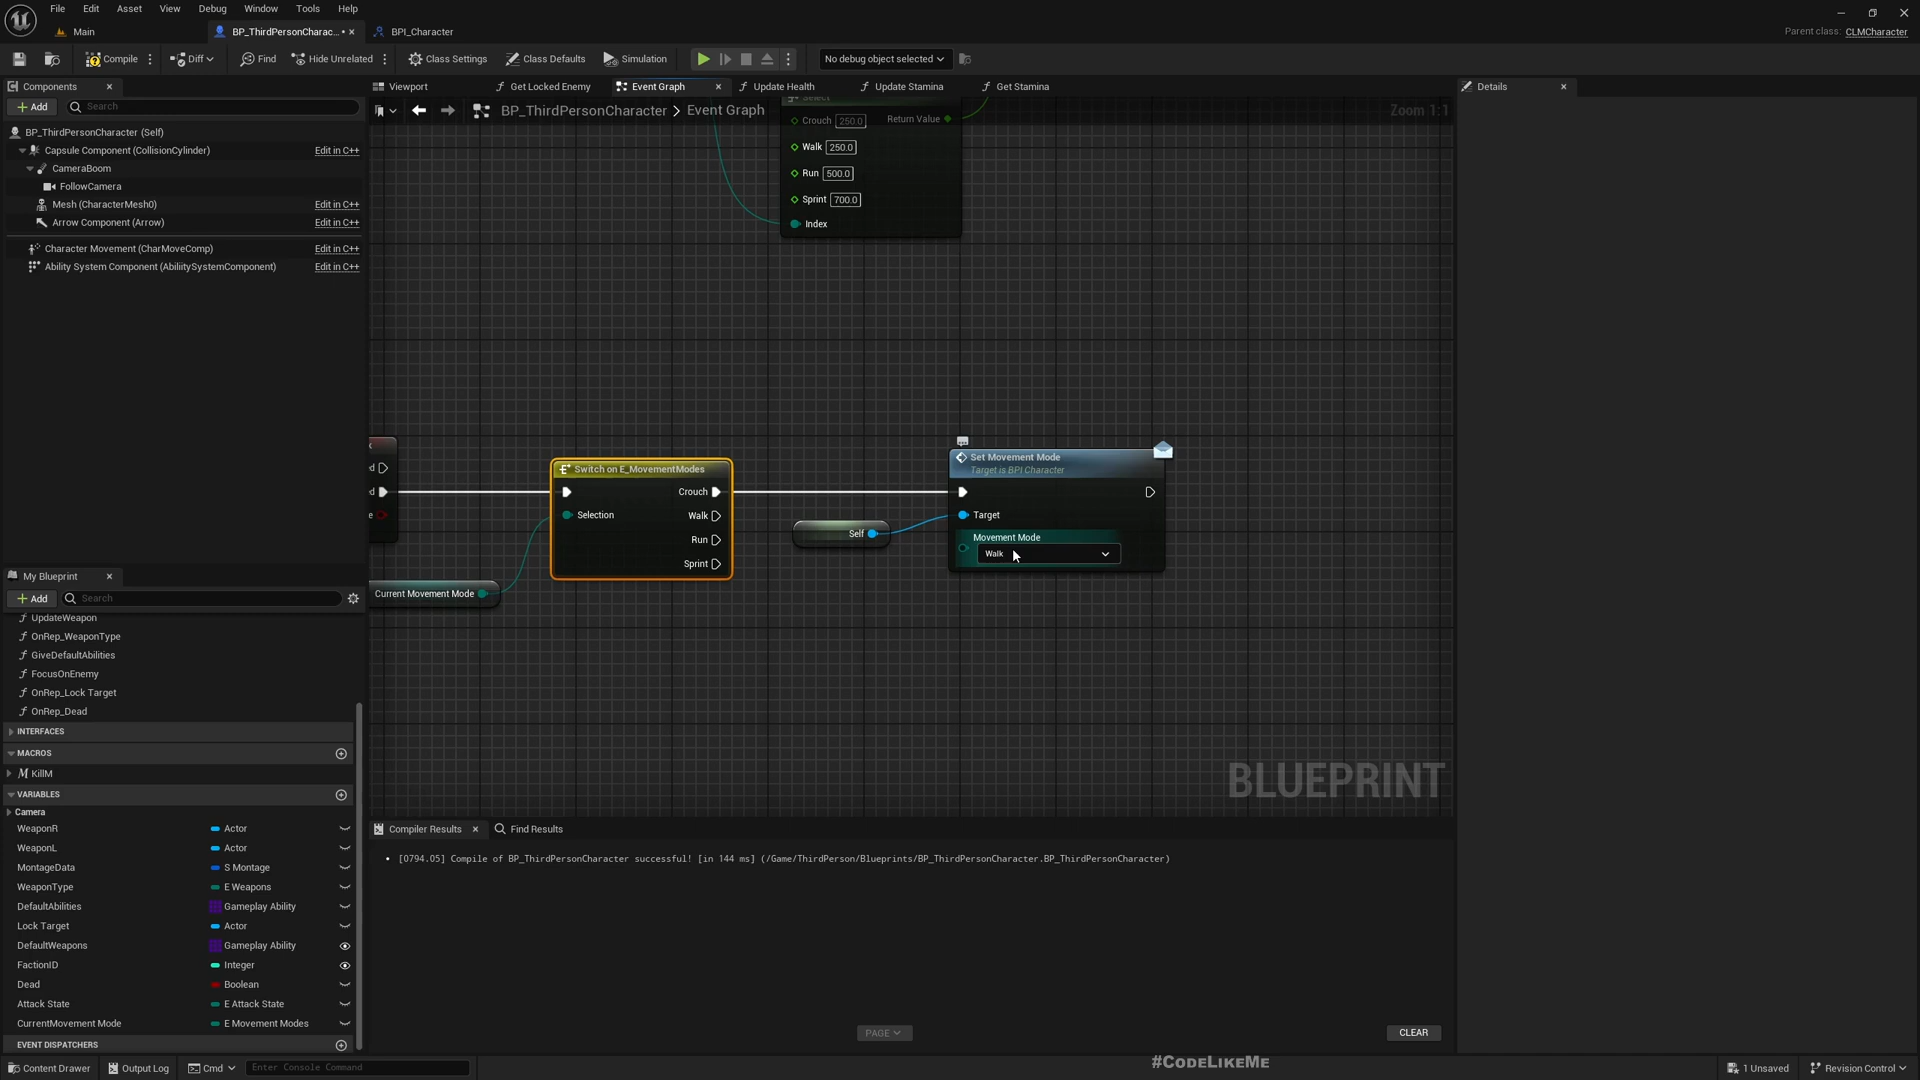 File Edit Asset View Window Debug Tools Help
Main
BP_ThirdPersonCharac... •
BPI_Character
Parent class: CLMCharacter
Compile
Diff
Find
Hide Unrelated
Class Settings
Class Defaults
Simulation
No debug object selected
Components
Viewport
Get Locked Enemy
Event Graph
Update Health
Update Stamina
Get Stamina
Details
Add
Search
BP_ThirdPersonCharacter > Event Graph
Zoom 1:1
BP_ThirdPersonCharacter (Self)
Capsule Component (CollisionCylinder) Edit in C++
CameraBoom
FollowCamera
Mesh (CharacterMesh0) Edit in C++
Arrow Component (Arrow) Edit in C++
Character Movement (CharMoveComp) Edit in C++
Ability System Component (AbilitySystemComponent) Edit in C++
Select
Crouch 250.0 Return Value
Walk 250.0
Run 500.0
Sprint 700.0
Index
Switch on E_MovementModes
Crouch
Selection Walk
Run
Sprint
Current Movement Mode
Self
Set Movement Mode
Target is BPI Character
Target
Movement Mode
Walk
BLUEPRINT
My Blueprint
Add
Search
UpdateWeapon
OnRep_WeaponType
GiveDefaultAbilities
FocusOnEnemy
OnRep_Lock Target
OnRep_Dead
INTERFACES
MACROS
KillM
VARIABLES
Camera
WeaponR Actor
WeaponL Actor
MontageData S Montage
WeaponType E Weapons
DefaultAbilities Gameplay Ability
Lock Target Actor
DefaultWeapons Gameplay Ability
FactionID Integer
Dead Boolean
Attack State E Attack State
CurrentMovement Mode E Movement Modes
EVENT DISPATCHERS
Compiler Results
Find Results
[0794.05] Compile of BP_ThirdPersonCharacter successful! [in 144 ms] (/Game/ThirdPerson/Blueprints/BP_ThirdPersonCharacter.BP_ThirdPersonCharacter)
PAGE
CLEAR
#CODELIKEME
Content Drawer
Output Log
Cmd
Enter Console Command
1 Unsaved
Revision Control